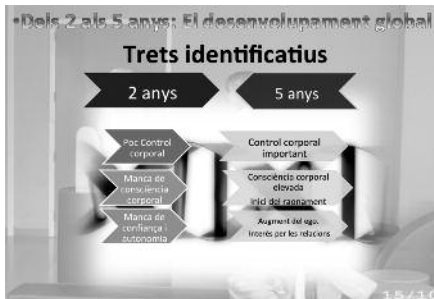 •Dels 2 als 5 anys: El desenvolupament global
Trets identificatius
2 anys
5 anys
Poc Control
corporal
Control corporal
important
Manca de
consciència
corporal
Consciència corporal
elevada
Inici del raonament
Manca de
confiança i
autonomia
Augment del ego.
Interès per les relacions